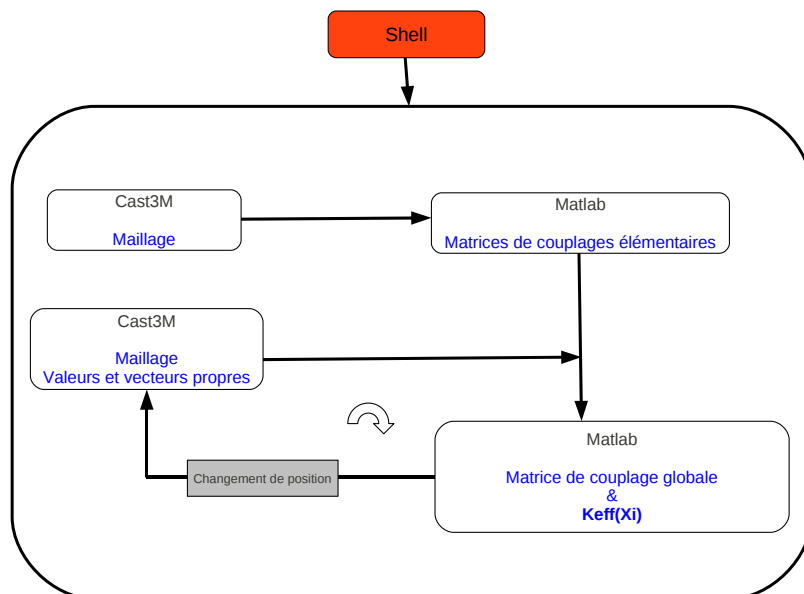 Shell
Cast3M
Maillage
Matlab
Matrices de couplages élémentaires
Cast3M
Maillage
Valeurs et vecteurs propres
Changement de position
Matlab
Matrice de couplage globale
&
Keff(Xi)